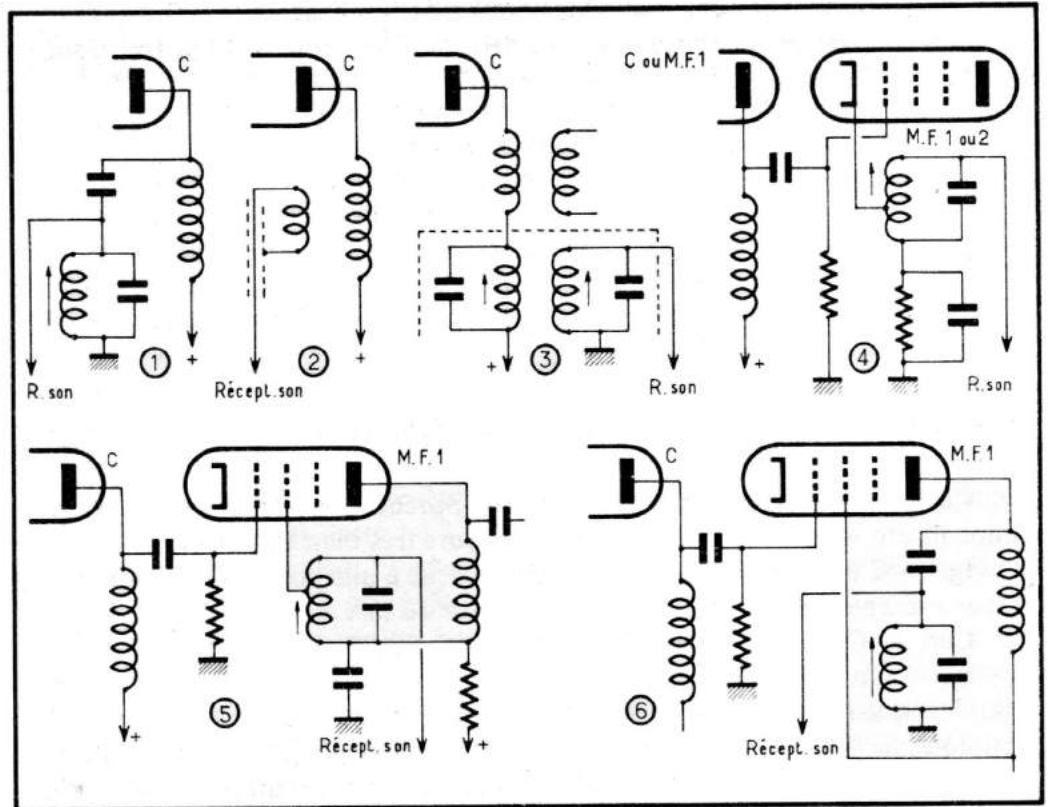 C
C
C
C ou M.F.1
M.F. 1 ou 2
R. son
①
+
Récept. son
②
+
③
+
R. son
④
+
R. son
C
M.F.1
⑤
+
Récept. son
+
C
M.F.1
⑥
Récept. son